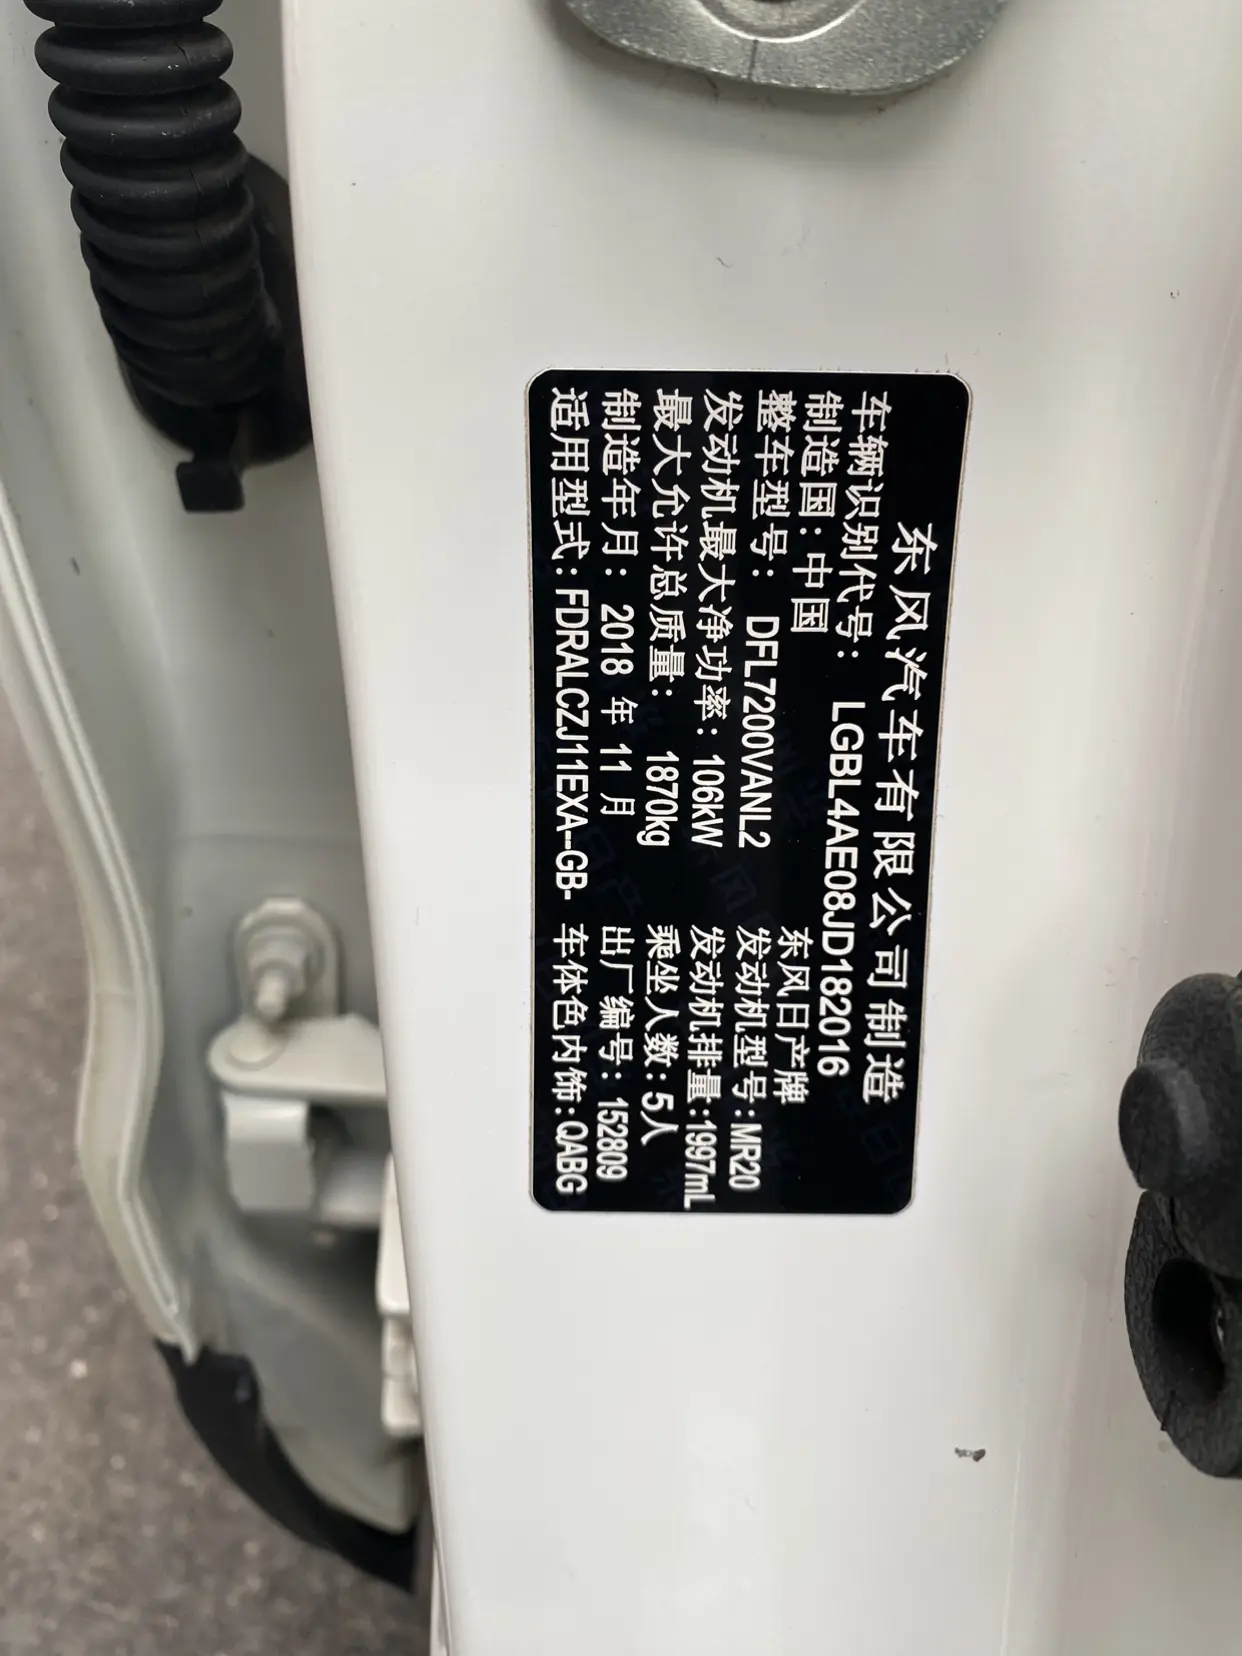 东风汽车有限公司制造
车辆识别代号: LGBL4AE08JD182016
制造国: 中国 东风日产牌
整车型号: DFL7200VANL2 发动机型号:MR20
发动机最大净功率: 106kW 发动机排量:1997mL
最大允许总质量: 1870kg 乘坐人数:5人
制造年月: 2018 年 11 月 出厂编号:152809
适用型式:FDRALCZJ11EXA--GB- 车体色内饰:QABG